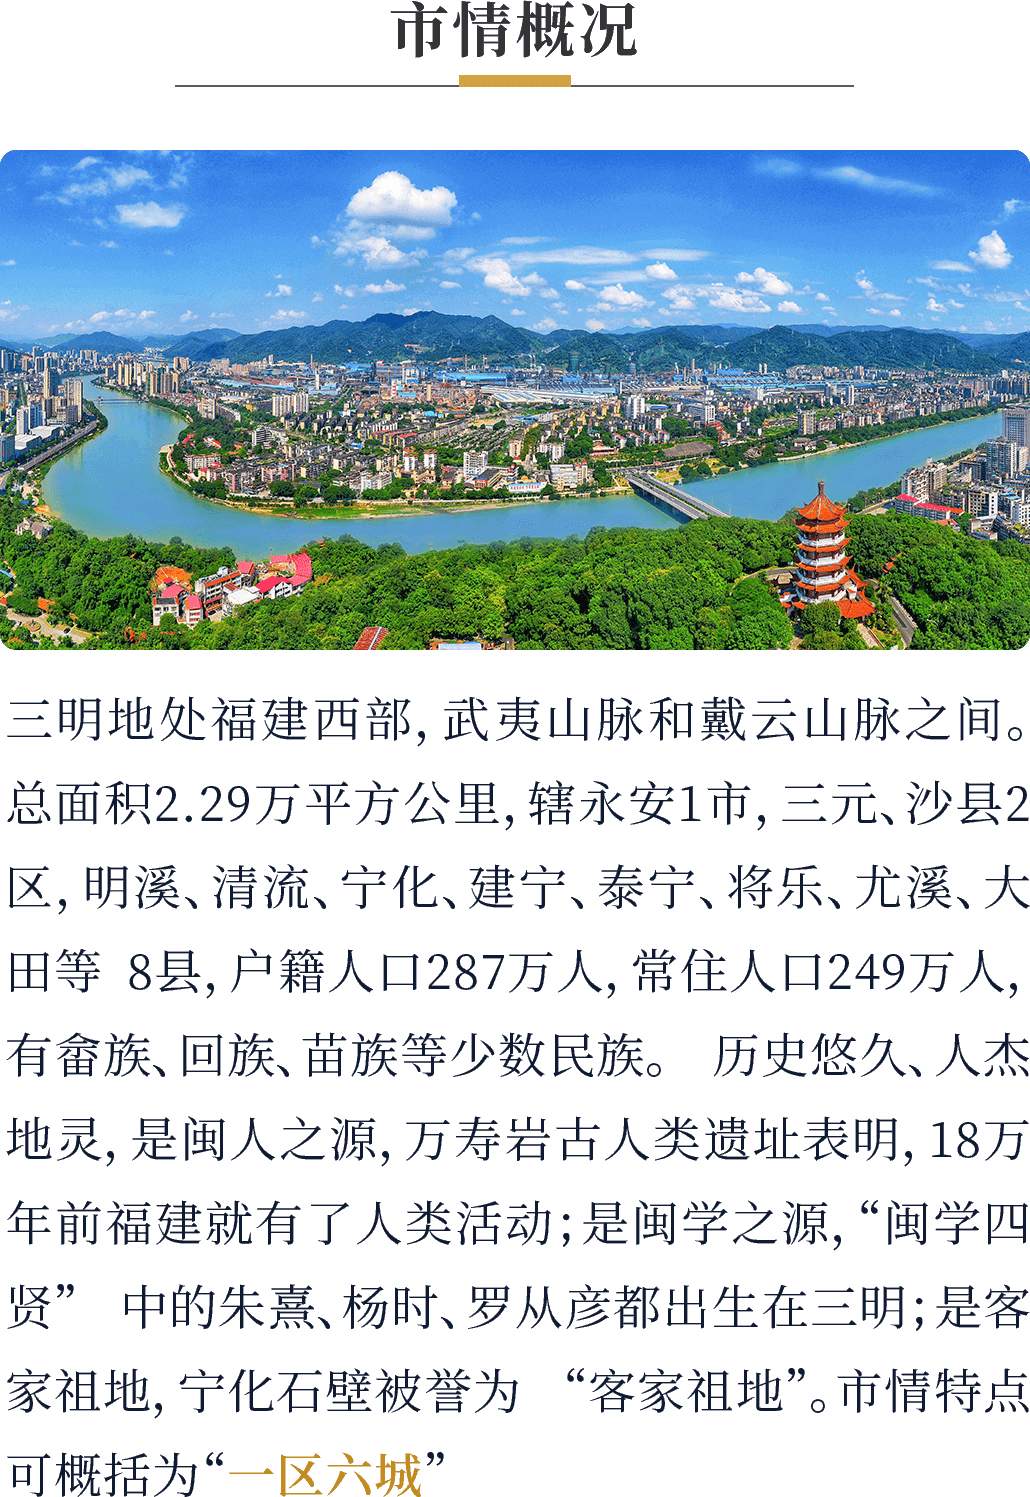 市情概况
三明地处福建西部，武夷山脉和戴云山脉之间。
总面积2.29万平方公里，辖永安1市，三元、沙县2
区，明溪、清流、宁化、建宁、泰宁、将乐、尤溪、大
田等 8县，户籍人口287万人，常住人口249万人，
有畲族、回族、苗族等少数民族。 历史悠久、人杰
地灵，是闽人之源，万寿岩古人类遗址表明，18万
年前福建就有了人类活动；是闽学之源，“闽学四
贤” 中的朱熹、杨时、罗从彦都出生在三明；是客
家祖地，宁化石壁被誉为 “客家祖地”。市情特点
可概括为“一区六城”